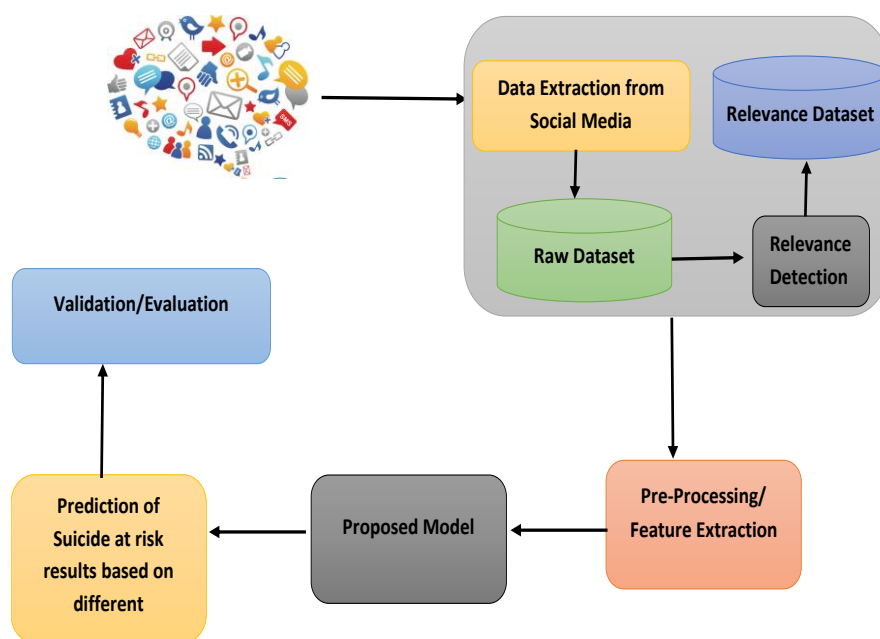 SMS
Data Extraction from
Social Media
Relevance Dataset
Raw Dataset
Relevance
Detection
Validation/Evaluation
Pre-Processing/
Feature Extraction
Proposed Model
Prediction of
Suicide at risk
results based on
different